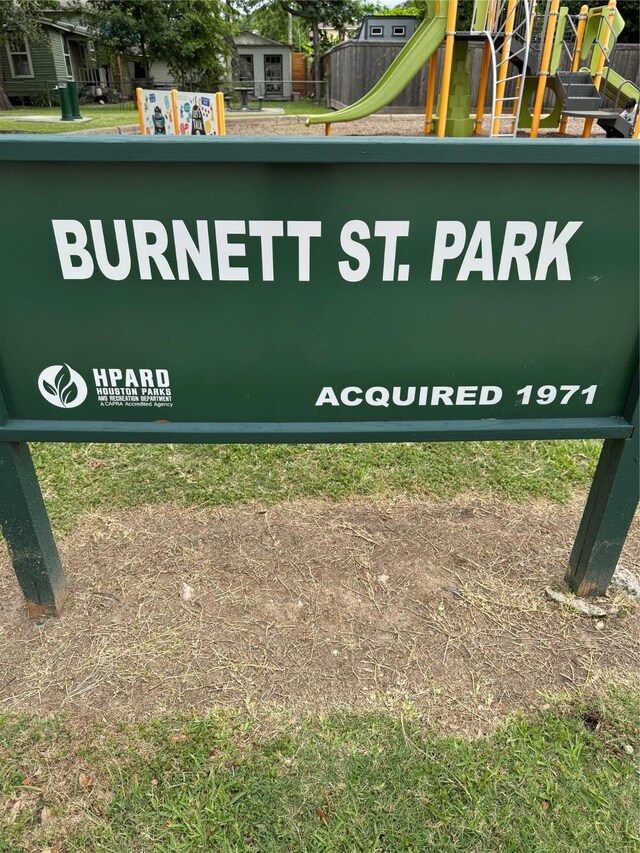 BURNETT ST. PARK
HPARD
HOUSTON PARKS
AND RECREATION DEPARTMENT
A CAPRA Accredited Agency
ACQUIRED 1971